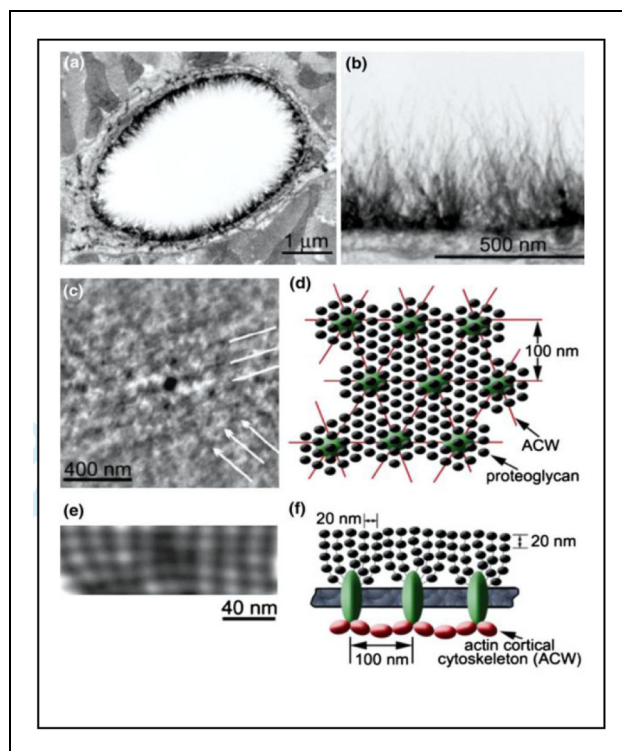 (a)
1 μm
(b)
500 nm
(c)
400 nm
(d)
100 nm
ACW
proteoglycan
(e)
40 nm
(f)
20 nm
20 nm
100 nm
actin cortical
cytoskeleton (ACW)